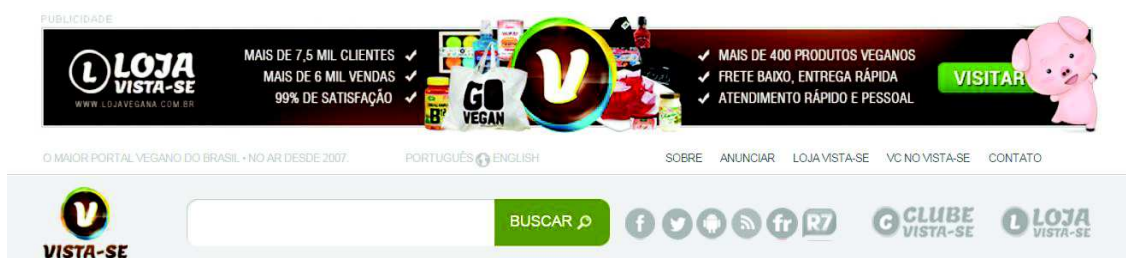 PUBLICIDADE
L LOJA
VISTA-SE
WWW.LOJAVEGANA.COM.BR
MAIS DE 7,5 MIL CLIENTES
MAIS DE 6 MIL VENDAS
99% DE SATISFAÇÃO
GO
VEGAN
V
MAIS DE 400 PRODUTOS VEGANOS
FRETE BAIXO, ENTREGA RÁPIDA
ATENDIMENTO RÁPIDO E PESSOAL
VISITAR
O MAIOR PORTAL VEGANO DO BRASIL • NO AR DESDE 2007.
PORTUGUÊS ENGLISH
SOBRE ANUNCIAR LOJA VISTA-SE VC NO VISTA-SE CONTATO
V
VISTA-SE
BUSCAR
f fr R7
C CLUBE
VISTA-SE
L LOJA
VISTA-SE